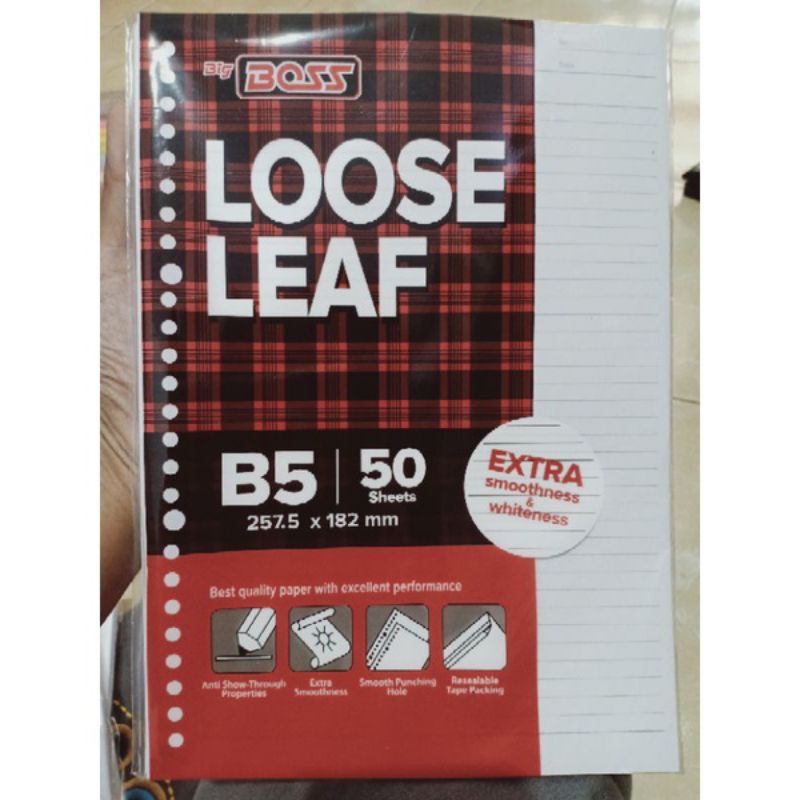 Big BOSS
LOOSE
LEAF
B5 | 50
Sheets
257.5 x 182 mm
EXTRA
smoothness
&
whiteness
Best quality paper with excellent performance
Anti Show-Through
Properties
Extra
Smoothness
Smooth Punching
Hole
Resealable
Tape Packing